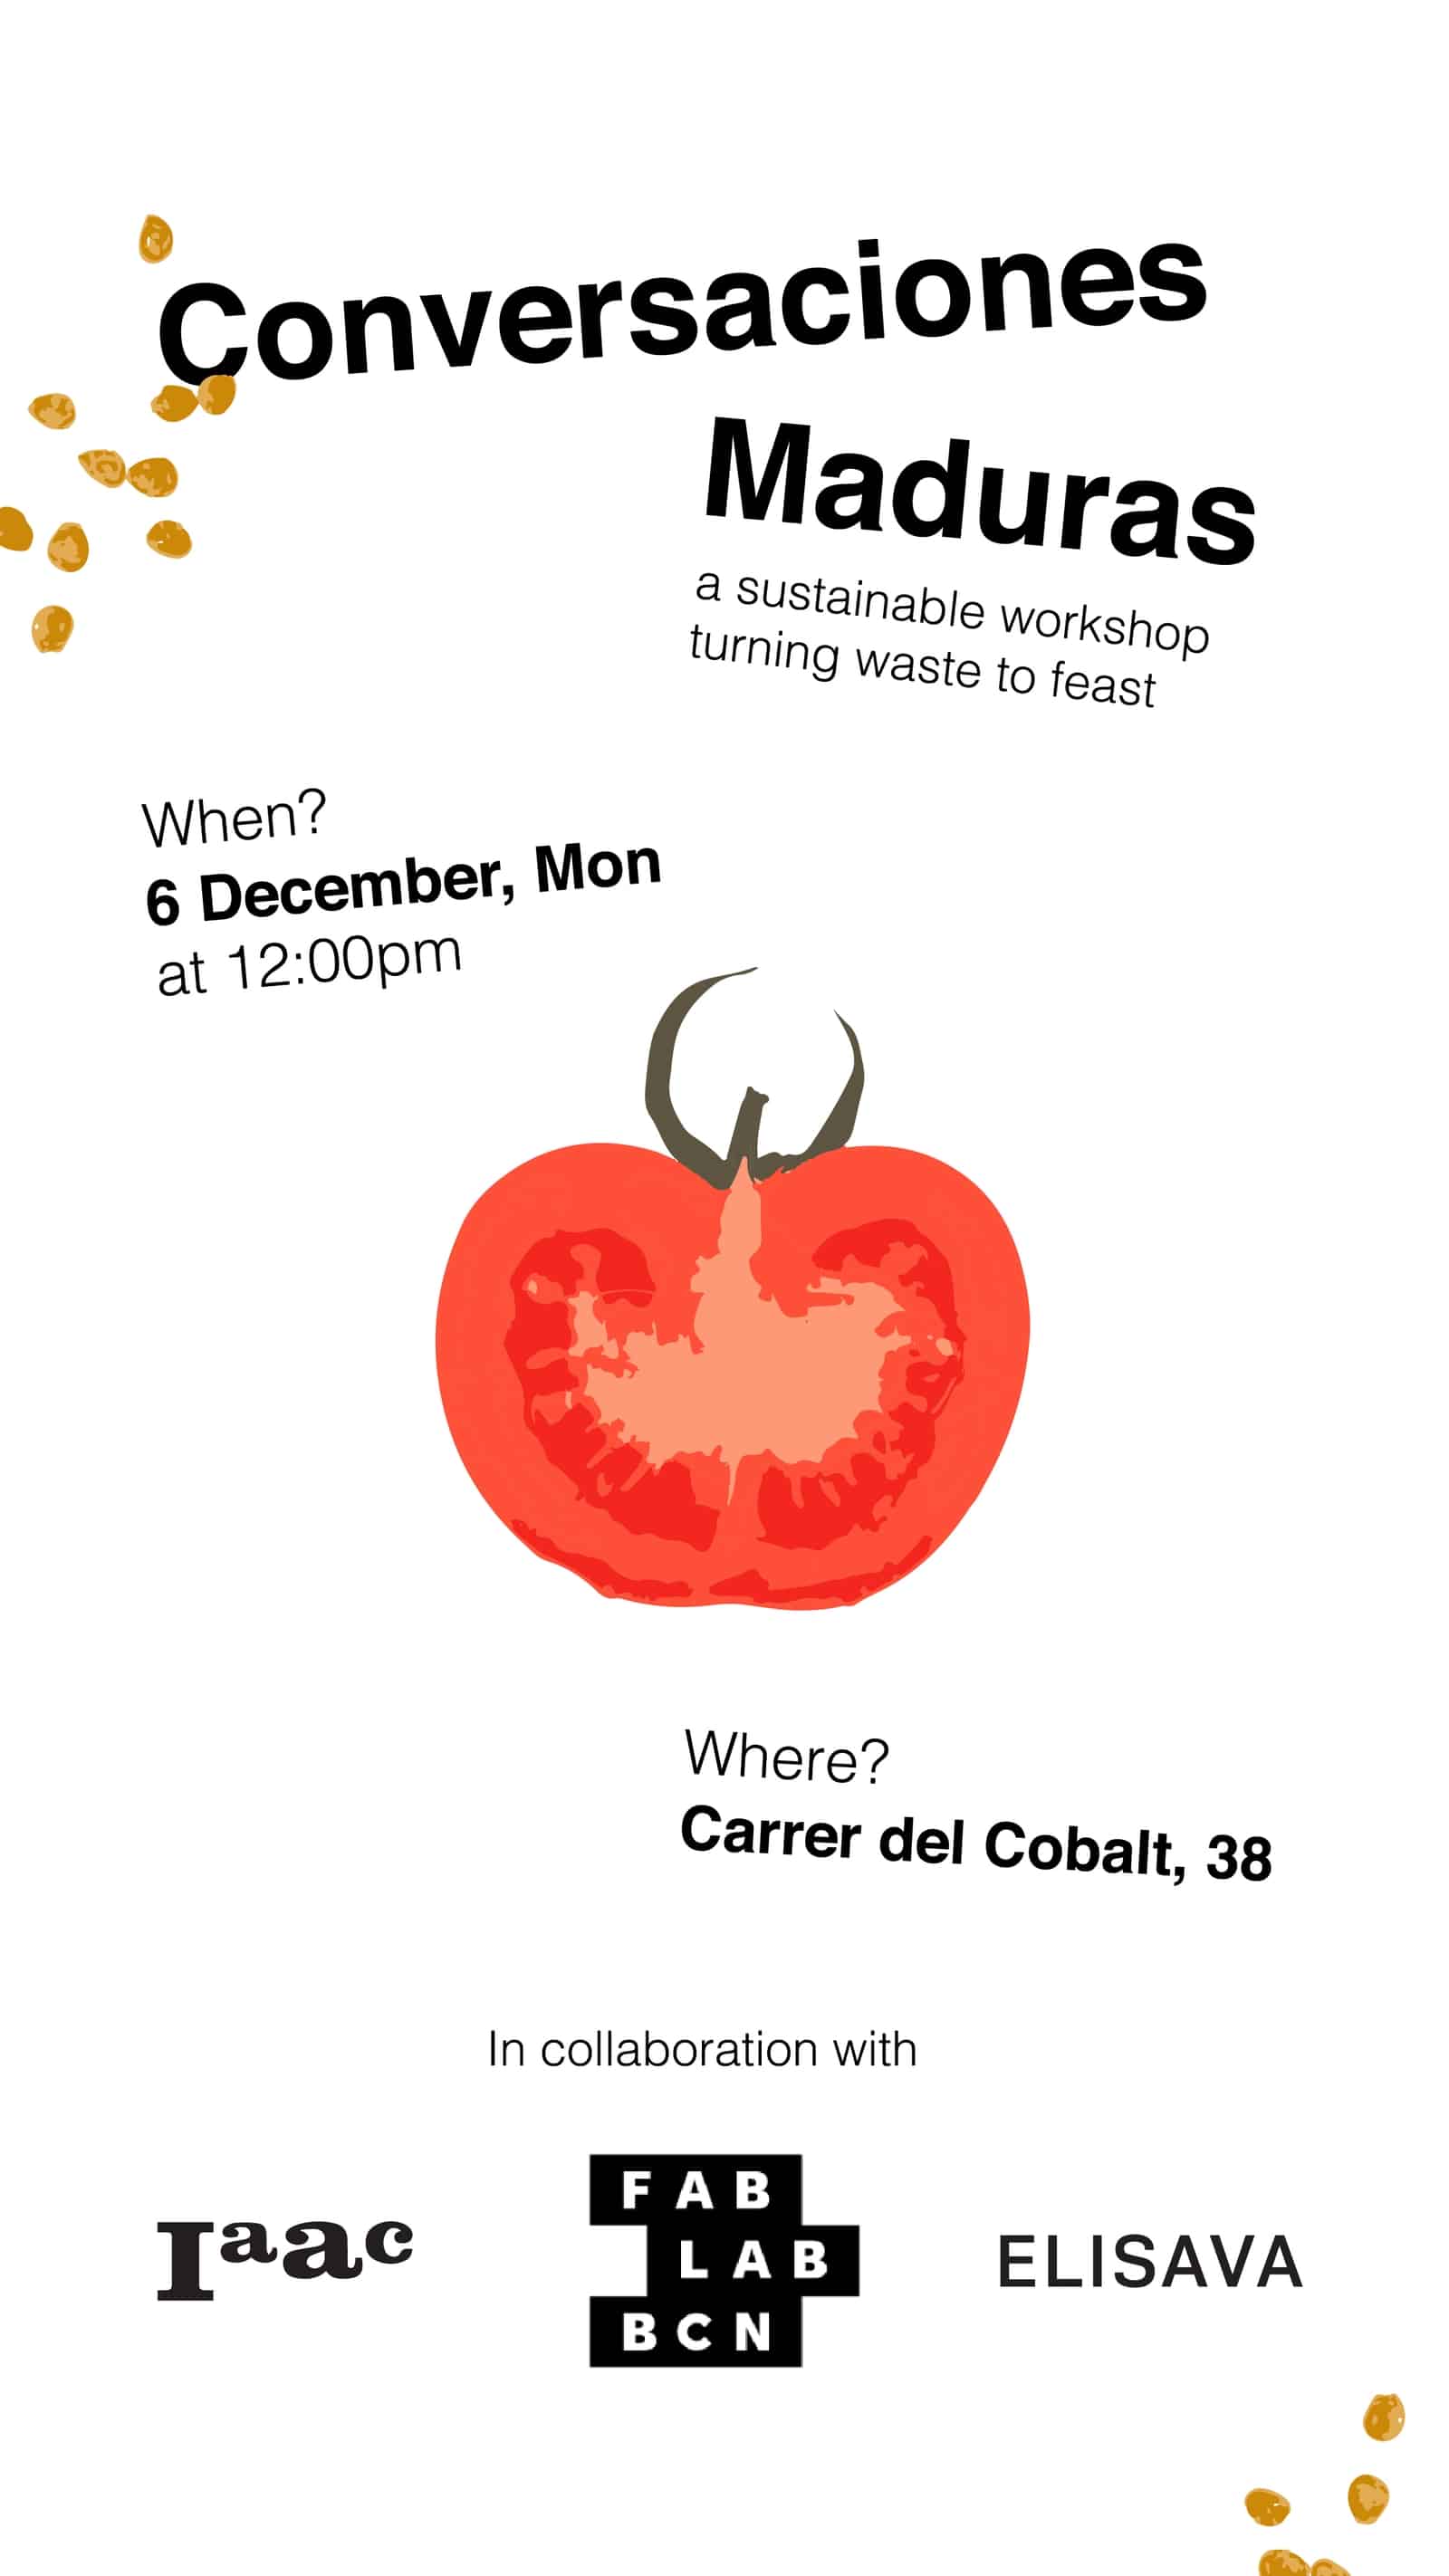 Conversaciones
Maduras
a sustainable workshop
turning waste to feast
When?
6 December, Mon
at 12:00pm
Where?
Carrer del Cobalt, 38
In collaboration with
Iaac
FAB
LAB
BCN
ELISAVA